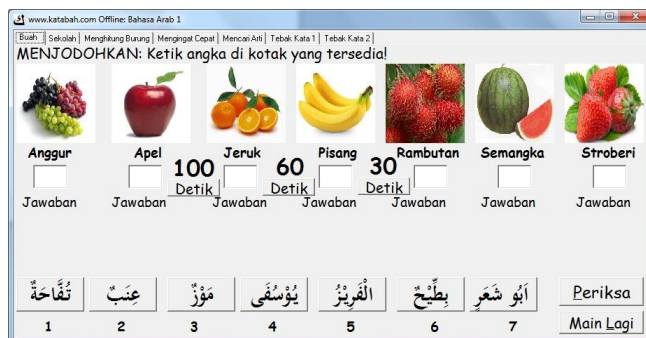 www.katabah.com Offline: Bahasa Arab 1
Buah Sekolah Menghitung Burung Mengingat Cepat Mencari Arti Tebak Kata 1 Tebak Kata 2
MENJODOHKAN: Ketik angka di kotak yang tersedia!
Anggur Apel Jeruk Pisang Rambutan Semangka Stroberi
100 60 30
Detik Detik Detik
Jawaban Jawaban Jawaban Jawaban Jawaban Jawaban Jawaban
تُفَّاحَةٌ عِنَبٌ مَوْزٌ يُوْسُفَى الْفَرِيْزُ بِطِّيْخٌ اَبُو شَعَرٍ Periksa
1 2 3 4 5 6 7 Main Lagi